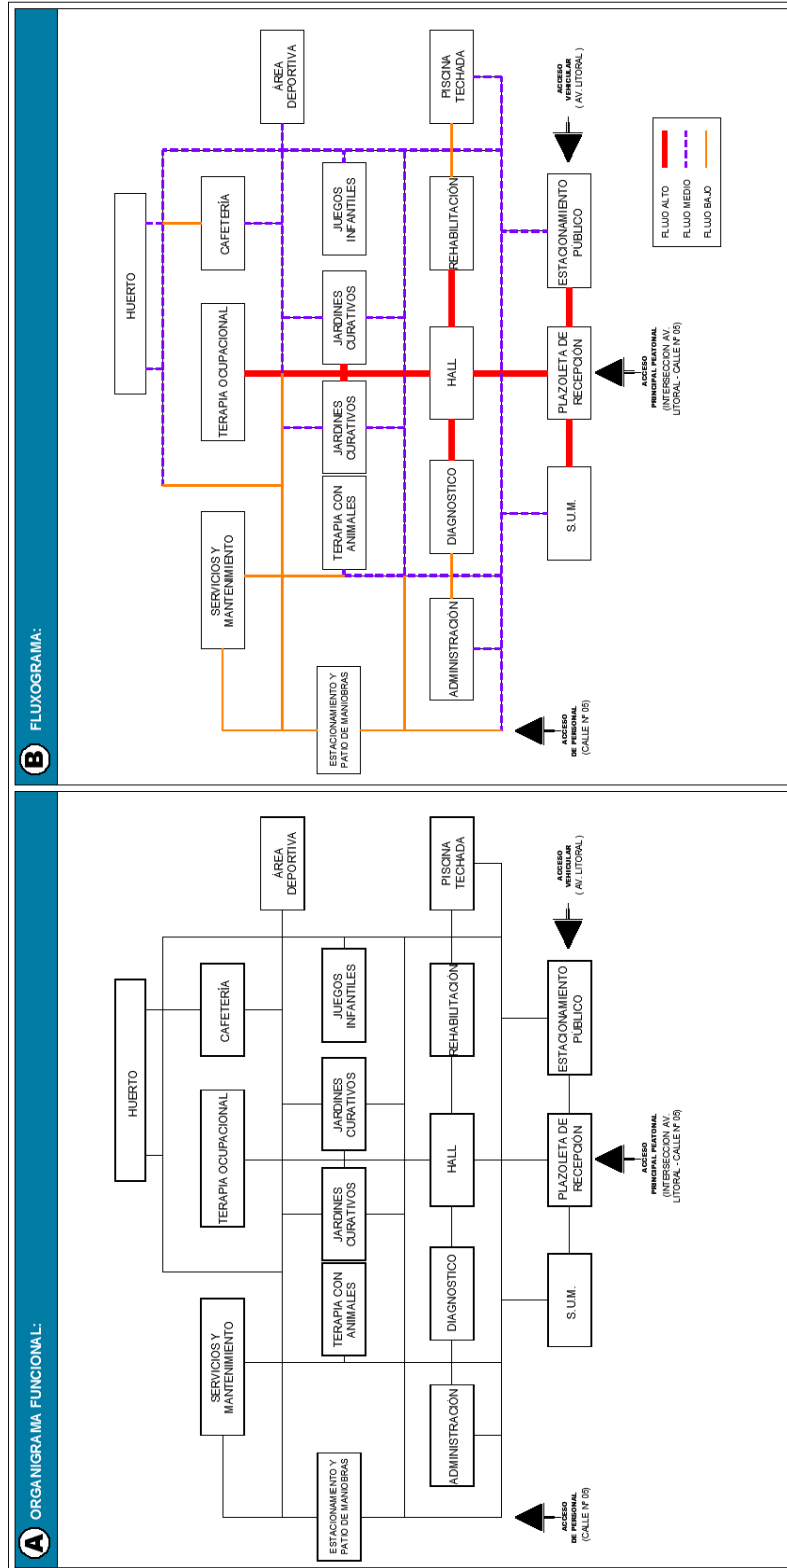 A
ORGANIGRAMA FUNCIONAL:
HUERTO
SERVICIOS Y
MANTENIMIENTO
TERAPIA OCUPACIONAL
CAFETERÍA
ÁREA
DEPORTIVA
ESTACIONAMIENTO Y
PATIO DE MANIOBRAS
TERAPIA CON
ANIMALES
JARDINES
CURATIVOS
JARDINES
CURATIVOS
JUEGOS
INFANTILES
ADMINISTRACIÓN
DIAGNOSTICO
HALL
REHABILITACIÓN
PISCINA
TECHADA
S.U.M.
PLAZOLETA DE
RECEPCIÓN
ESTACIONAMIENTO
PÚBLICO
ACCESO
DE PERSONAL
(CALLE Nº 05)
ACCESO
PRINCIPAL PEATONAL
(INTERSECCION AV.
LITORAL - CALLE Nº 05)
ACCESO
VEHICULAR
( AV. LITORAL )
B
FLUXOGRAMA:
HUERTO
SERVICIOS Y
MANTENIMIENTO
TERAPIA OCUPACIONAL
CAFETERÍA
ÁREA
DEPORTIVA
ESTACIONAMIENTO Y
PATIO DE MANIOBRAS
TERAPIA CON
ANIMALES
JARDINES
CURATIVOS
JARDINES
CURATIVOS
JUEGOS
INFANTILES
ADMINISTRACIÓN
DIAGNOSTICO
HALL
REHABILITACIÓN
PISCINA
TECHADA
S.U.M.
PLAZOLETA DE
RECEPCIÓN
ESTACIONAMIENTO
PÚBLICO
ACCESO
DE PERSONAL
(CALLE Nº 05)
ACCESO
PRINCIPAL PEATONAL
(INTERSECCION AV.
LITORAL - CALLE Nº 05)
ACCESO
VEHICULAR
( AV. LITORAL )
FLUJO ALTO
FLUJO MEDIO
FLUJO BAJO